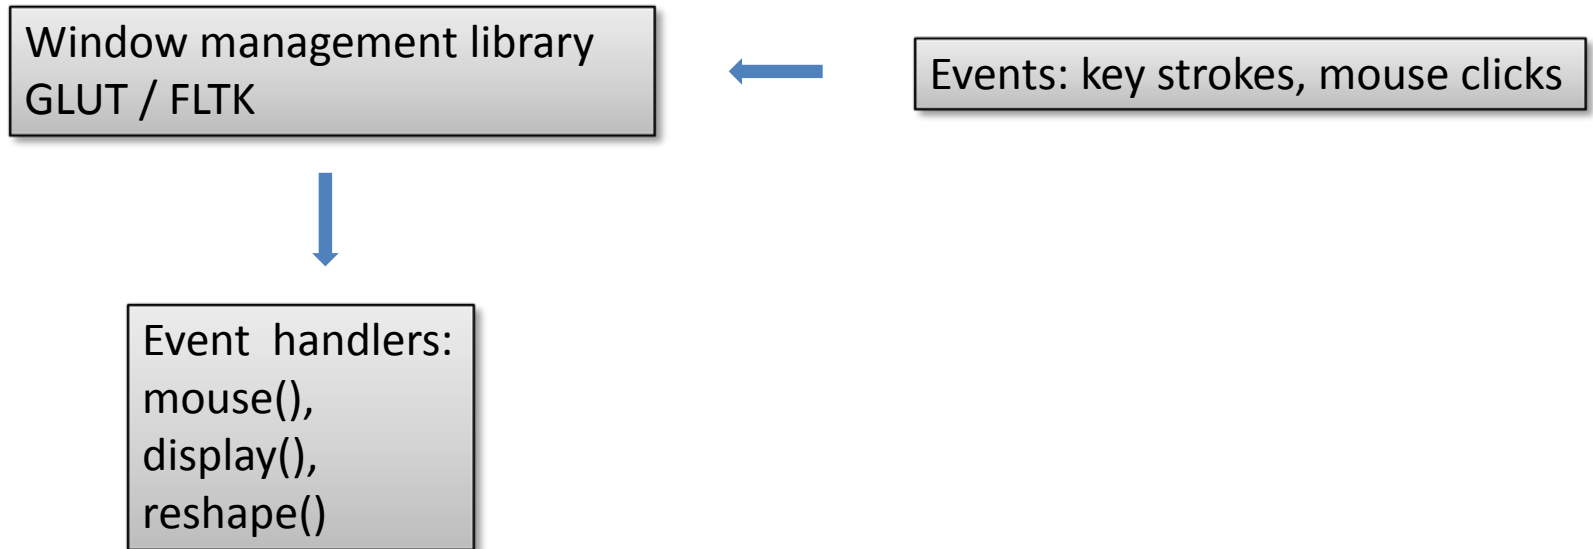 Window management library
GLUT / FLTK
Events: key strokes, mouse clicks
Event handlers:
mouse(),
display(),
reshape()